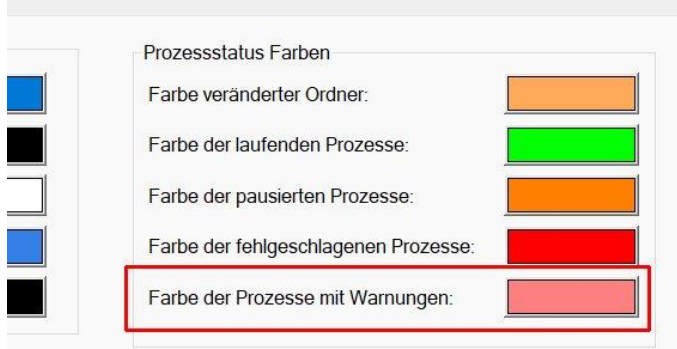 Prozessstatus Farben
Farbe veränderter Ordner:
Farbe der laufenden Prozesse:
Farbe der pausierten Prozesse:
Farbe der fehlgeschlagenen Prozesse:
Farbe der Prozesse mit Warnungen: